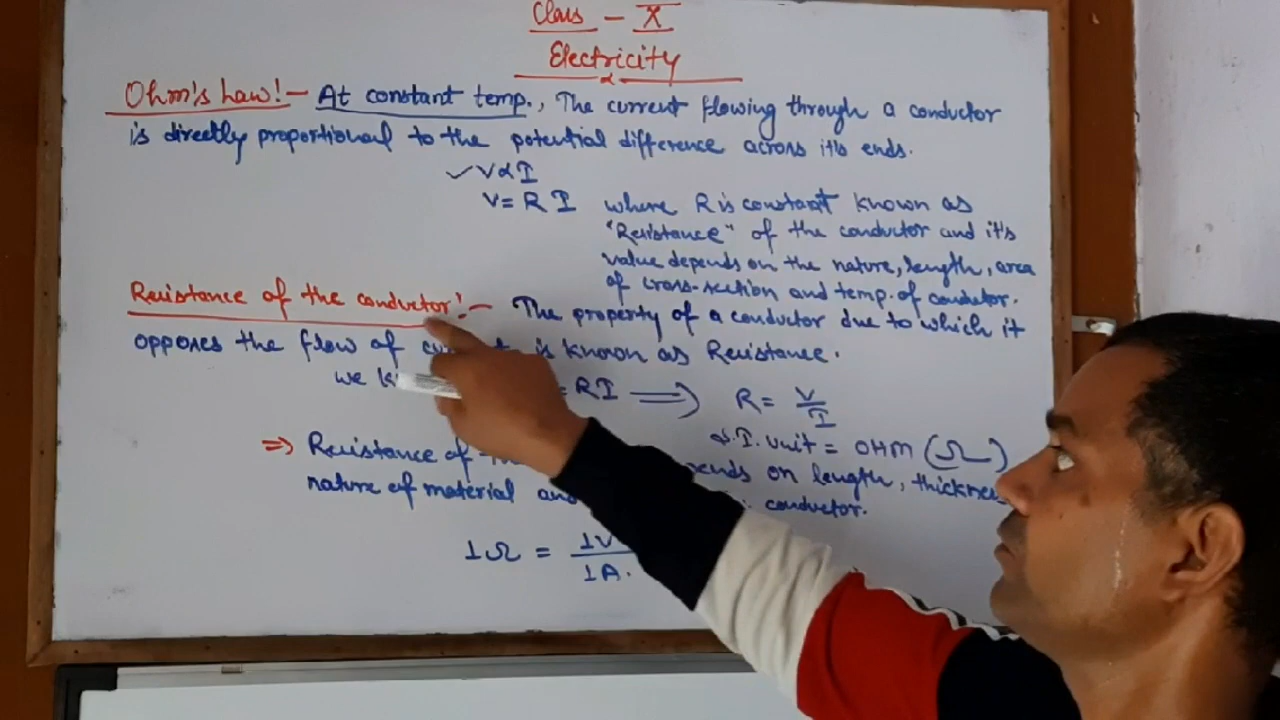 Class - X
Electricity
Ohm's Law! - At constant temp., The current flowing through a conductor
is directly proportional to the potential difference across it's ends.
✓ V ∝ I
V = R I where R is constant known as
"Resistance" of the conductor and it's
value depends on the nature, length, area
of cross-section and temp. of conductor.
Resistance of the conductor! - The property of a conductor due to which it
opposes the flow of is known as Resistance.
we = RI ⟹ R = V/I
S.I. unit = OHM (Ω)
⇒ Resistance of on length, thickness
nature of material and conductor.
1Ω = 1V/1A.